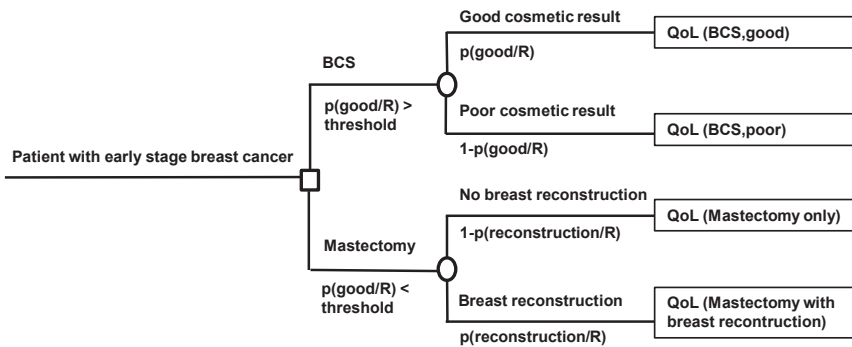 Good cosmetic result
QoL (BCS,good)
p(good/R)
BCS
p(good/R) >
threshold
Poor cosmetic result
QoL (BCS,poor)
1-p(good/R)
Patient with early stage breast cancer
No breast reconstruction
QoL (Mastectomy only)
1-p(reconstruction/R)
Mastectomy
p(good/R) <
threshold
Breast reconstruction
QoL (Mastectomy with
breast recontruction)
p(reconstruction/R)